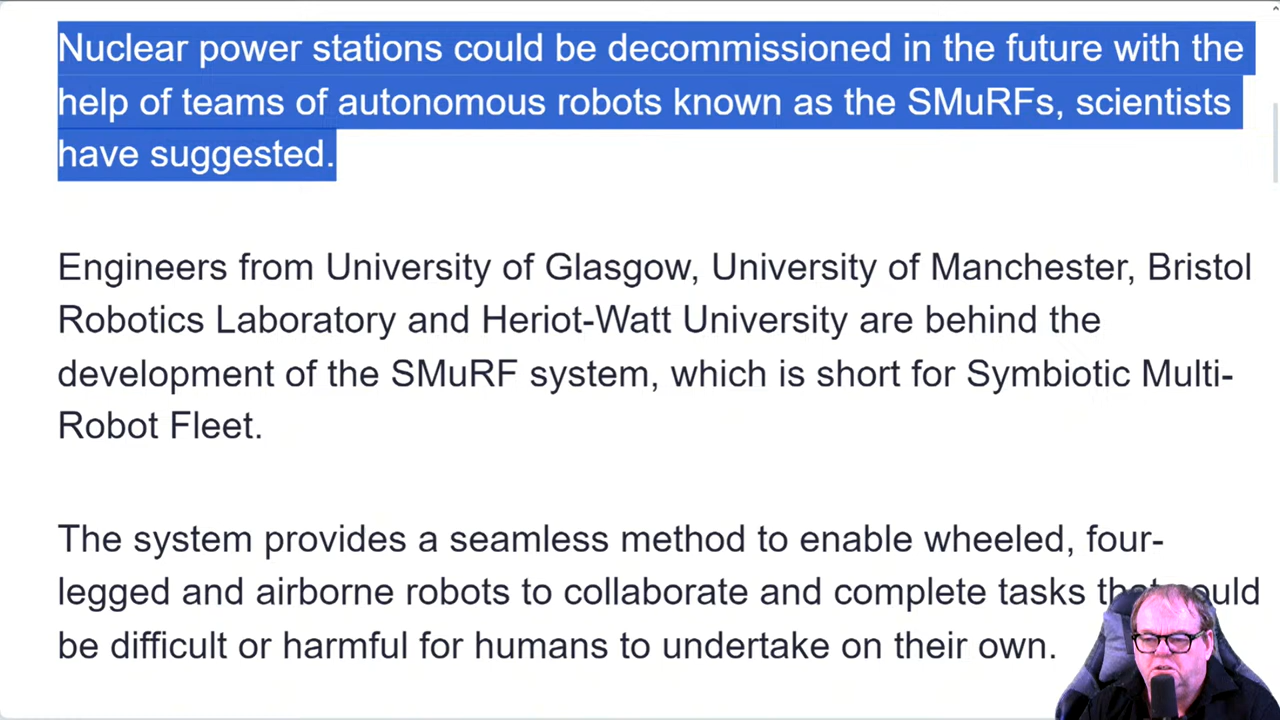 Nuclear power stations could be decommissioned in the future with the
help of teams of autonomous robots known as the SMuRFs, scientists
have suggested.
Engineers from University of Glasgow, University of Manchester, Bristol
Robotics Laboratory and Heriot-Watt University are behind the
development of the SMuRF system, which is short for Symbiotic Multi-
Robot Fleet.
The system provides a seamless method to enable wheeled, four-
legged and airborne robots to collaborate and complete tasks
be difficult or harmful for humans to undertake on their own.